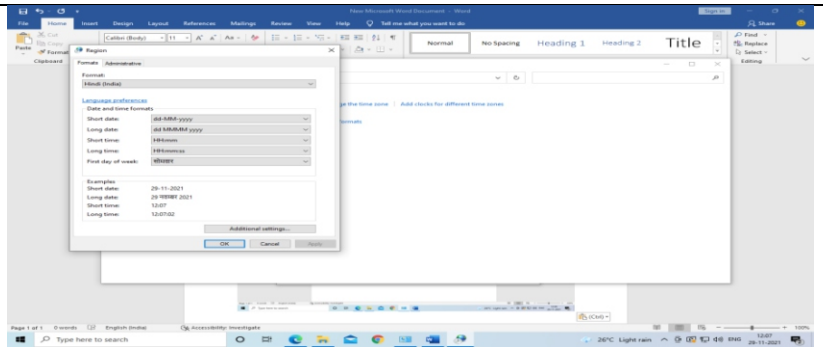 New Microsoft Word Document - Word
Sign in
File Home Insert Design Layout References Mailings Review View Help Tell me what you want to do
Share
Cut
Calibri (Body) 11
Paste
Format
Clipboard
Normal
No Spacing
Heading 1
Heading 2
Title
Find
Replace
Select
Editing
Region
Formats Administrative
Format:
Hindi (India)
Language preferences
Date and time formats
Short date: dd-MM-yyyy
Long date: dd MMMM yyyy
Short time: HH:mm
Long time: HH:mm:ss
First day of week: सोमवार
Examples
Short date: 29-11-2021
Long date: 29 नवम्बर 2021
Short time: 12:07
Long time: 12:07:02
Additional settings...
OK Cancel Apply
ge the time zone Add clocks for different time zones
formats
(Ctrl)
Page 1 of 1 0 words English (India) Accessibility: Investigate
100%
Type here to search
26°C Light rain
ENG
12:07
29-11-2021